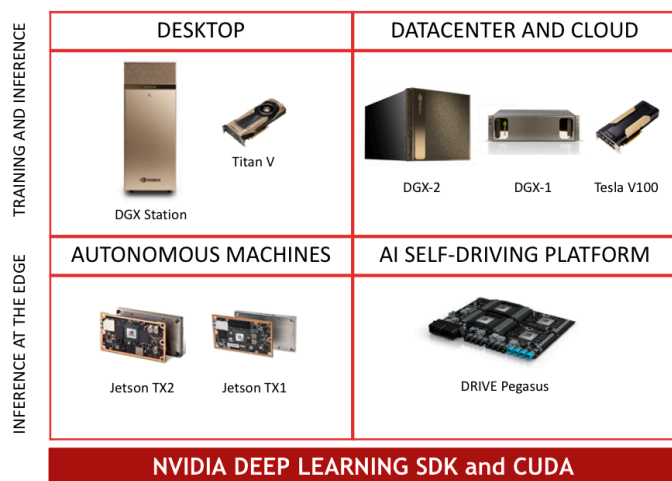 TRAINING AND INFERENCE
DESKTOP
DATACENTER AND CLOUD
NVIDIA
DGX Station
Titan V
DGX-2
DGX-1
Tesla V100
INFERENCE AT THE EDGE
AUTONOMOUS MACHINES
AI SELF-DRIVING PLATFORM
Jetson TX2
Jetson TX1
DRIVE Pegasus
NVIDIA DEEP LEARNING SDK and CUDA